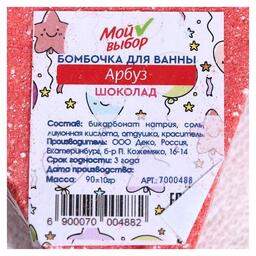 Мой
выбор
БОМБОЧКА ДЛЯ ВАННЫ
Арбуз
ШОКОЛАД
Состав: бикарбонат натрия, соль,
лимонная кислота, отдушка, краситель
Производитель: ООО Деко, Россия,
Екатеринбург, б-р П. Кожемяко, 16-14
Срок годности: 3 года
Дата производства:
Масса 90±10гр АРТ: 7000488
6 900070 004882